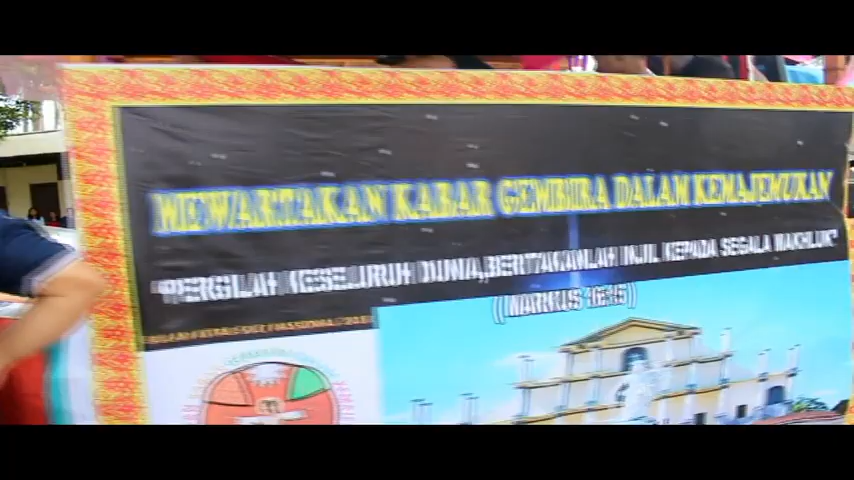 MEWARTAKAN KABAR GEMBIRA DALAM KEMAJEMUKAN
"PERGILAH KESELURUH DUNIA, BERITAKANLAH INJIL KEPADA SEGALA MAKHLUK"
(MARKUS 16:15)